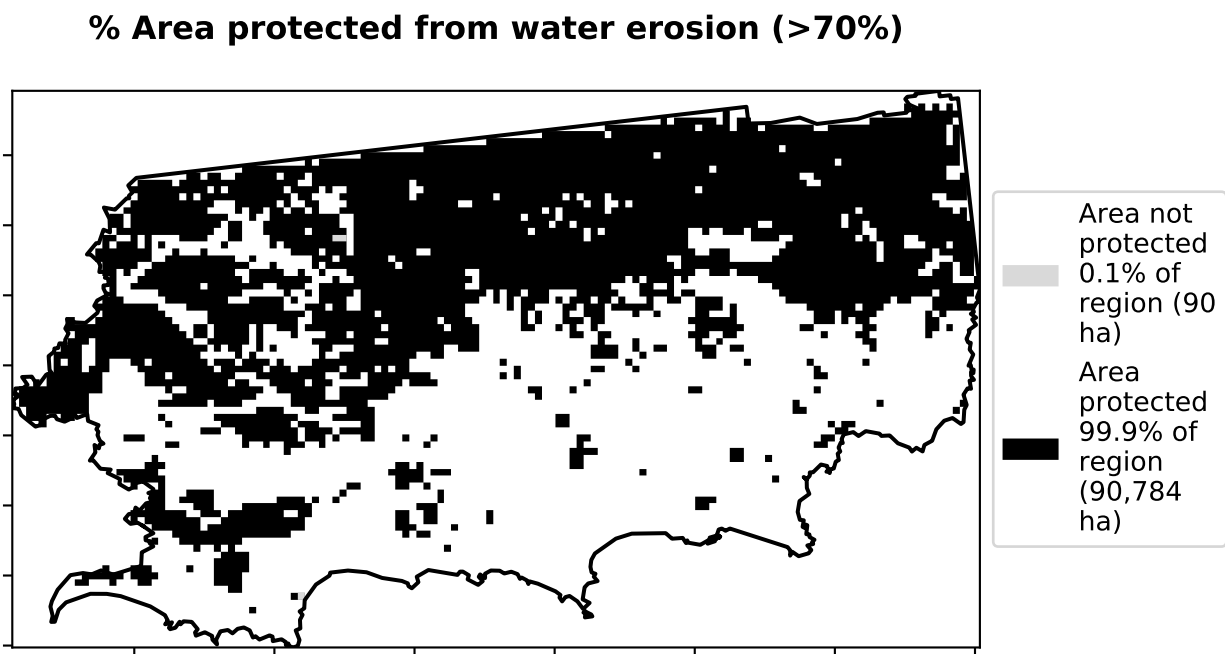 % Area protected from water erosion (>70%)
Area not
protected
0.1% of
region (90
ha)
Area
protected
99.9% of
region
(90,784
ha)